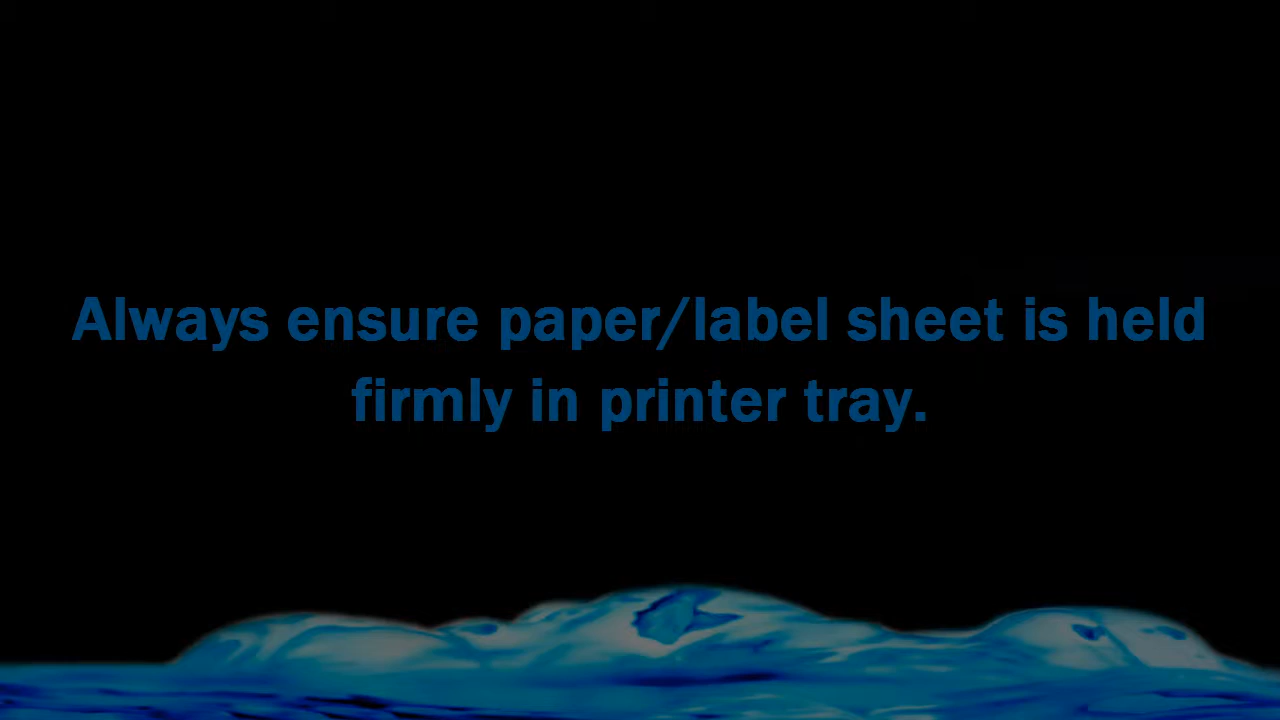 Always ensure paper/label sheet is held
firmly in printer tray.